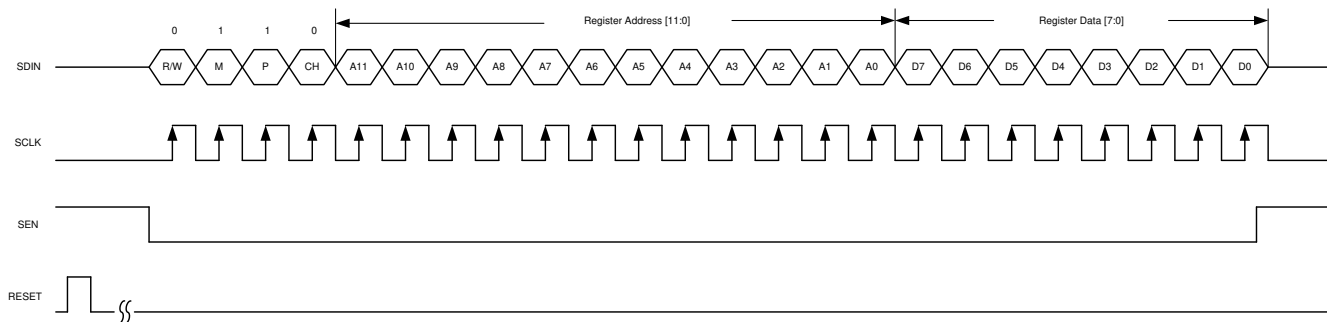 Register Address [11:0] Register Data [7:0]
0 1 1 0
SDIN R/W M P CH A11 A10 A9 A8 A7 A6 A5 A4 A3 A2 A1 A0 D7 D6 D5 D4 D3 D2 D1 D0
SCLK
SEN
RESET